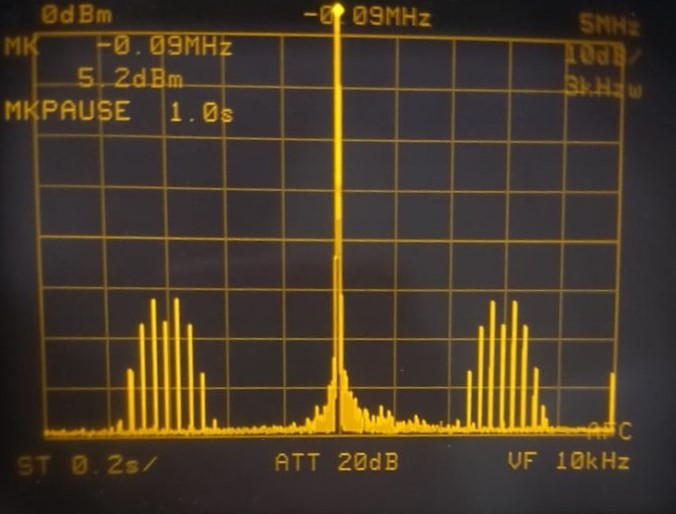 0dBm -0.09MHz 5MHz
MK -0.09MHz 10dB/
5.2dBm 3kHzw
MKPAUSE 1.0s
AFC
ST 0.2s/ ATT 20dB VF 10kHz